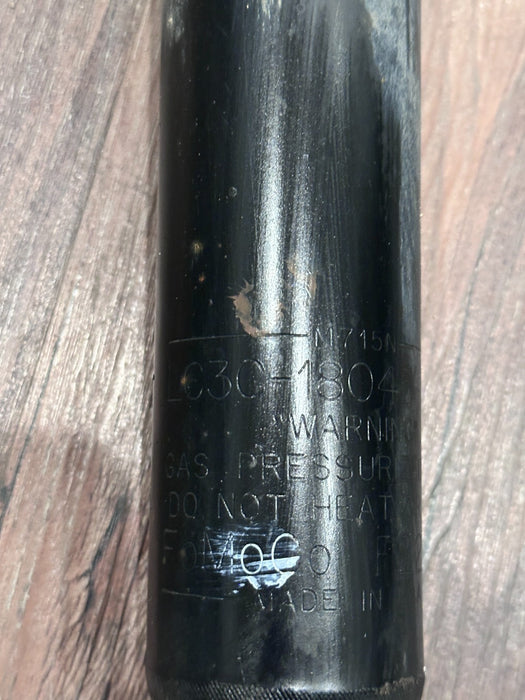 M715N
LC3C-1804
"WARNIN
GAS PRESSUR
DO NOT HEAT
FoMoCo
MADE IN